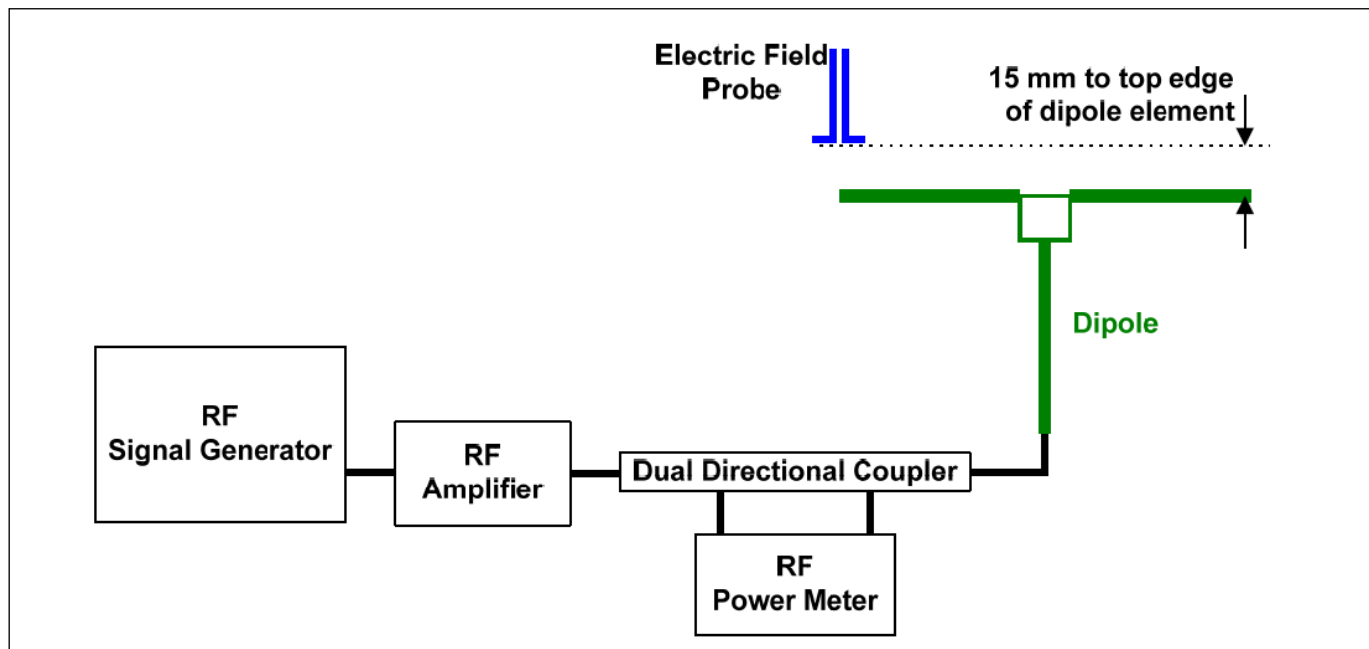 Electric Field
Probe
15 mm to top edge
of dipole element
Dipole
RF
Signal Generator
RF
Amplifier
Dual Directional Coupler
RF
Power Meter